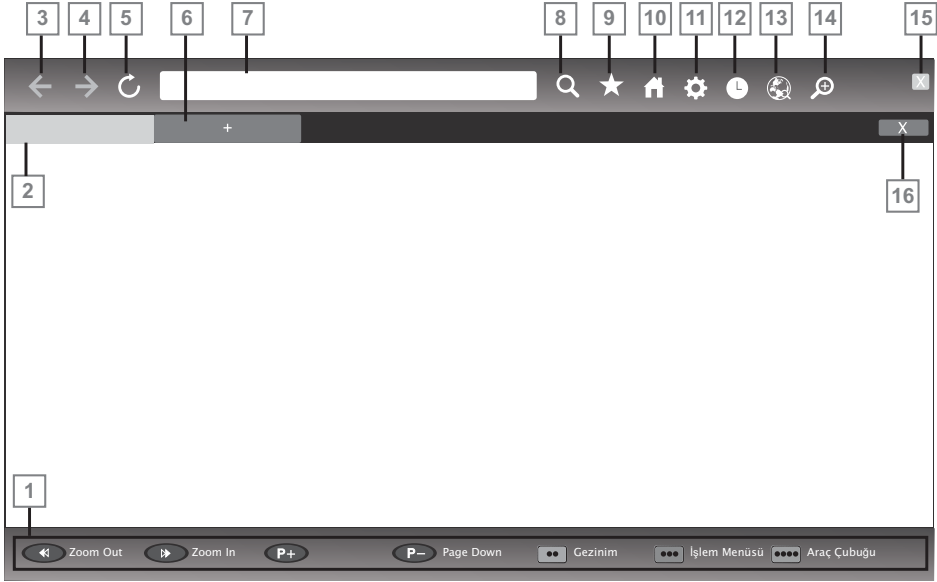 3 4 5 6 7 8 9 10 11 12 13 14 15
X
+ X
2 16
1
Zoom Out Zoom In P+ P− Page Down Gezinim İşlem Menüsü Araç Çubuğu